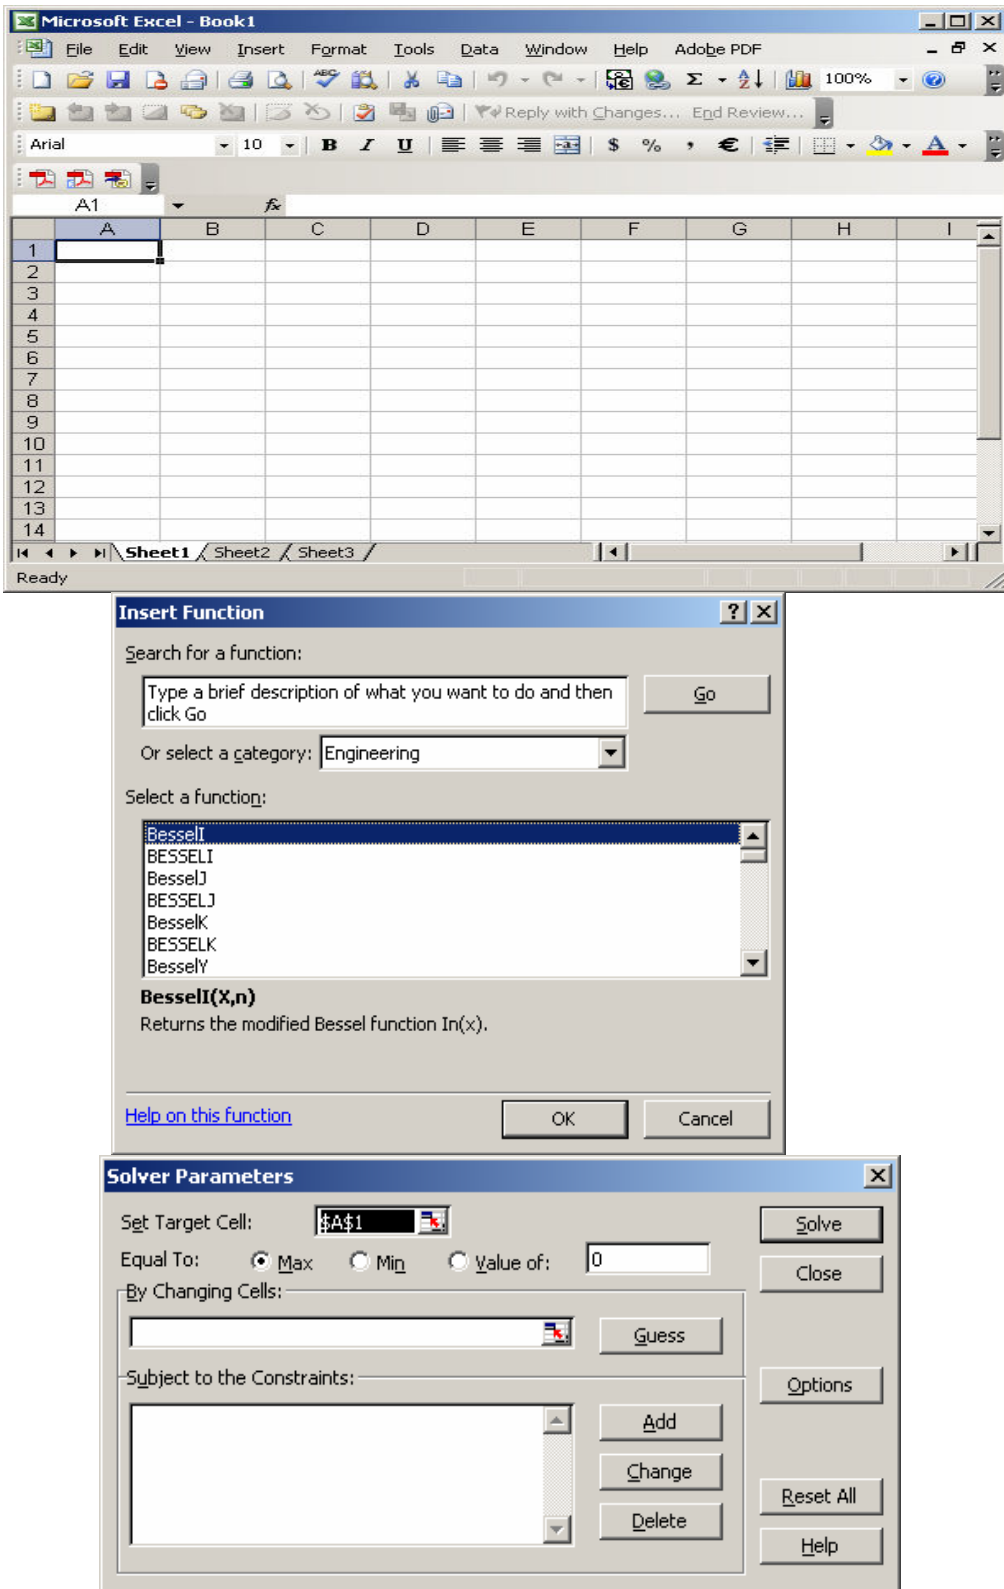 Microsoft Excel - Book1
File Edit View Insert Format Tools Data Window Help Adobe PDF
ABC Σ 100%
Reply with Changes... End Review...
Arial 10 B I U $ % , € A
A1 fx
A B C D E F G H I
1
2
3
4
5
6
7
8
9
10
11
12
13
14
Sheet1 Sheet2 Sheet3
Ready
Insert Function
Search for a function:
Type a brief description of what you want to do and then
click Go
Go
Or select a category: Engineering
Select a function:
BesselI
BESSELI
BesselJ
BESSELJ
BesselK
BESSELK
BesselY
BesselI(X,n)
Returns the modified Bessel function In(x).
Help on this function OK Cancel
Solver Parameters
Set Target Cell: $A$1 Solve
Equal To: Max Min Value of: 0
Close
By Changing Cells:
Guess
Subject to the Constraints:
Options
Add
Change
Reset All
Delete
Help